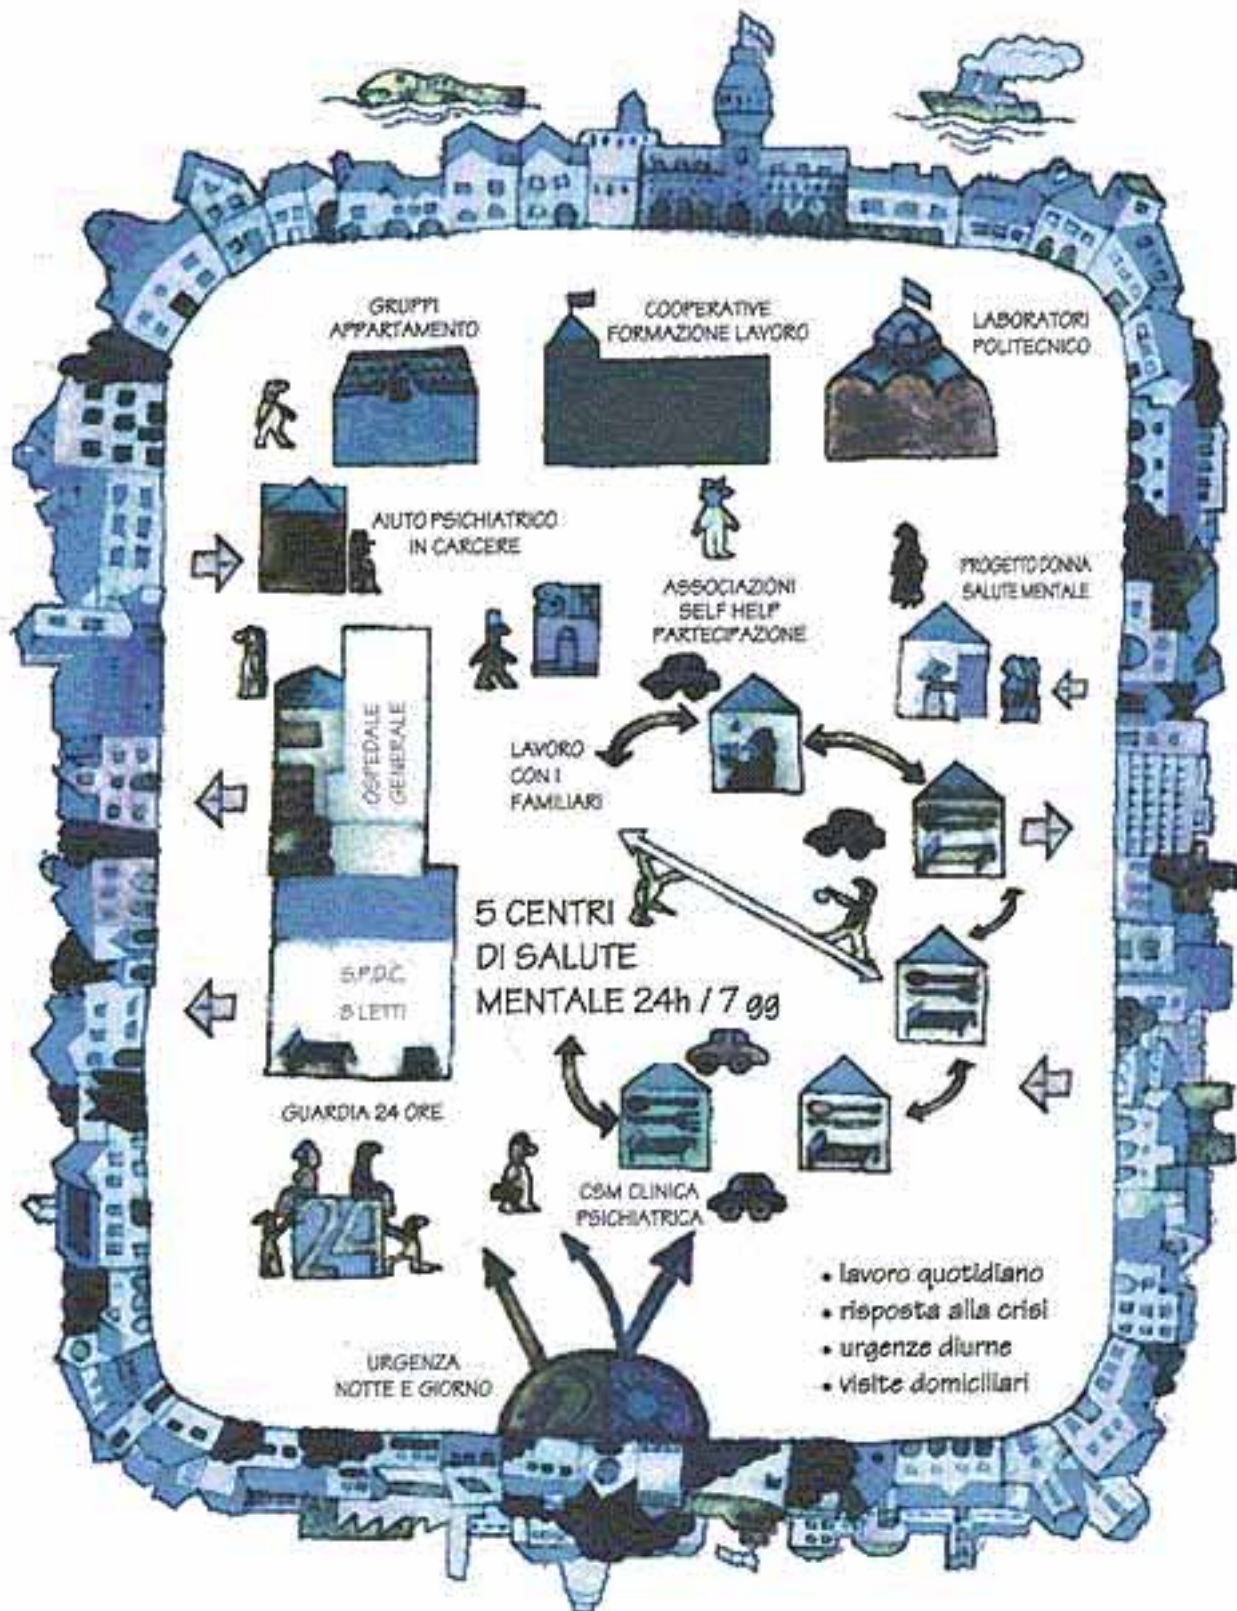 GRUPPI
APPARTAMENTO
COOPERATIVE
FORMAZIONE LAVORO
LABORATORI
POLITECNICO
AIUTO PSICHIATRICO
IN CARCERE
ASSOCIAZIONI
SELF HELP
PARTECIPAZIONE
PROGETTO DONNA
SALUTE MENTALE
OSPEDALE
GENERALE
LAVORO
CON I
FAMILIARI
5 CENTRI
DI SALUTE
MENTALE 24h / 7 gg
S.P.D.C.
8 LETTI
GUARDIA 24 ORE
24
CSM CLINICA
PSICHIATRICA
URGENZA
NOTTE E GIORNO
• lavoro quotidiano
• risposta alla crisi
• urgenze diurne
• visite domiciliari